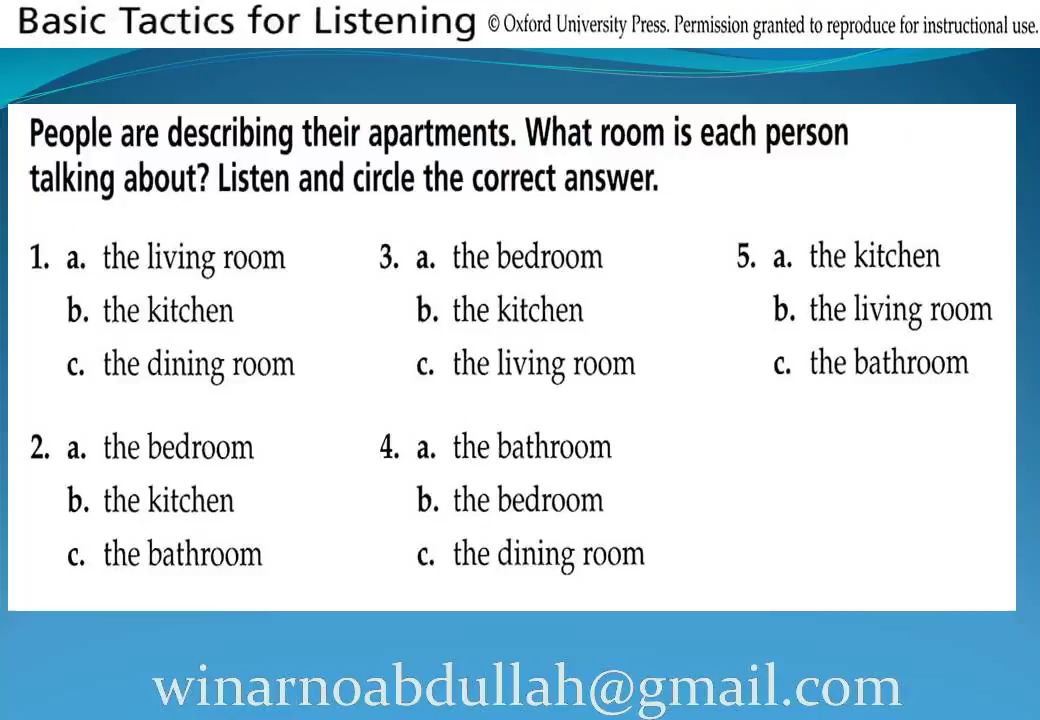 Basic Tactics for Listening © Oxford University Press. Permission granted to reproduce for instructional use.
People are describing their apartments. What room is each person
talking about? Listen and circle the correct answer.
1. a. the living room
b. the kitchen
c. the dining room
2. a. the bedroom
b. the kitchen
c. the bathroom
3. a. the bedroom
b. the kitchen
c. the living room
4. a. the bathroom
b. the bedroom
c. the dining room
5. a. the kitchen
b. the living room
c. the bathroom
winarnoabdullah@gmail.com